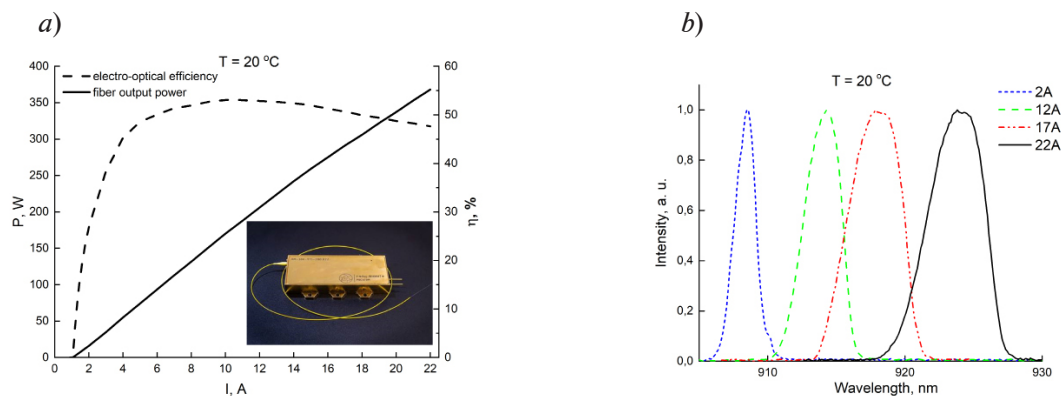 a)
T = 20 °C
electro-optical efficiency
fiber output power
400
350
300
250
200
150
100
50
0
P, W
60
50
40
30
20
10
0
η, %
0 2 4 6 8 10 12 14 16 18 20 22
I, A
b)
T = 20 °C
2A
12A
17A
22A
1,0
0,8
0,6
0,4
0,2
0,0
Intensity, a. u.
910 920 930
Wavelength, nm